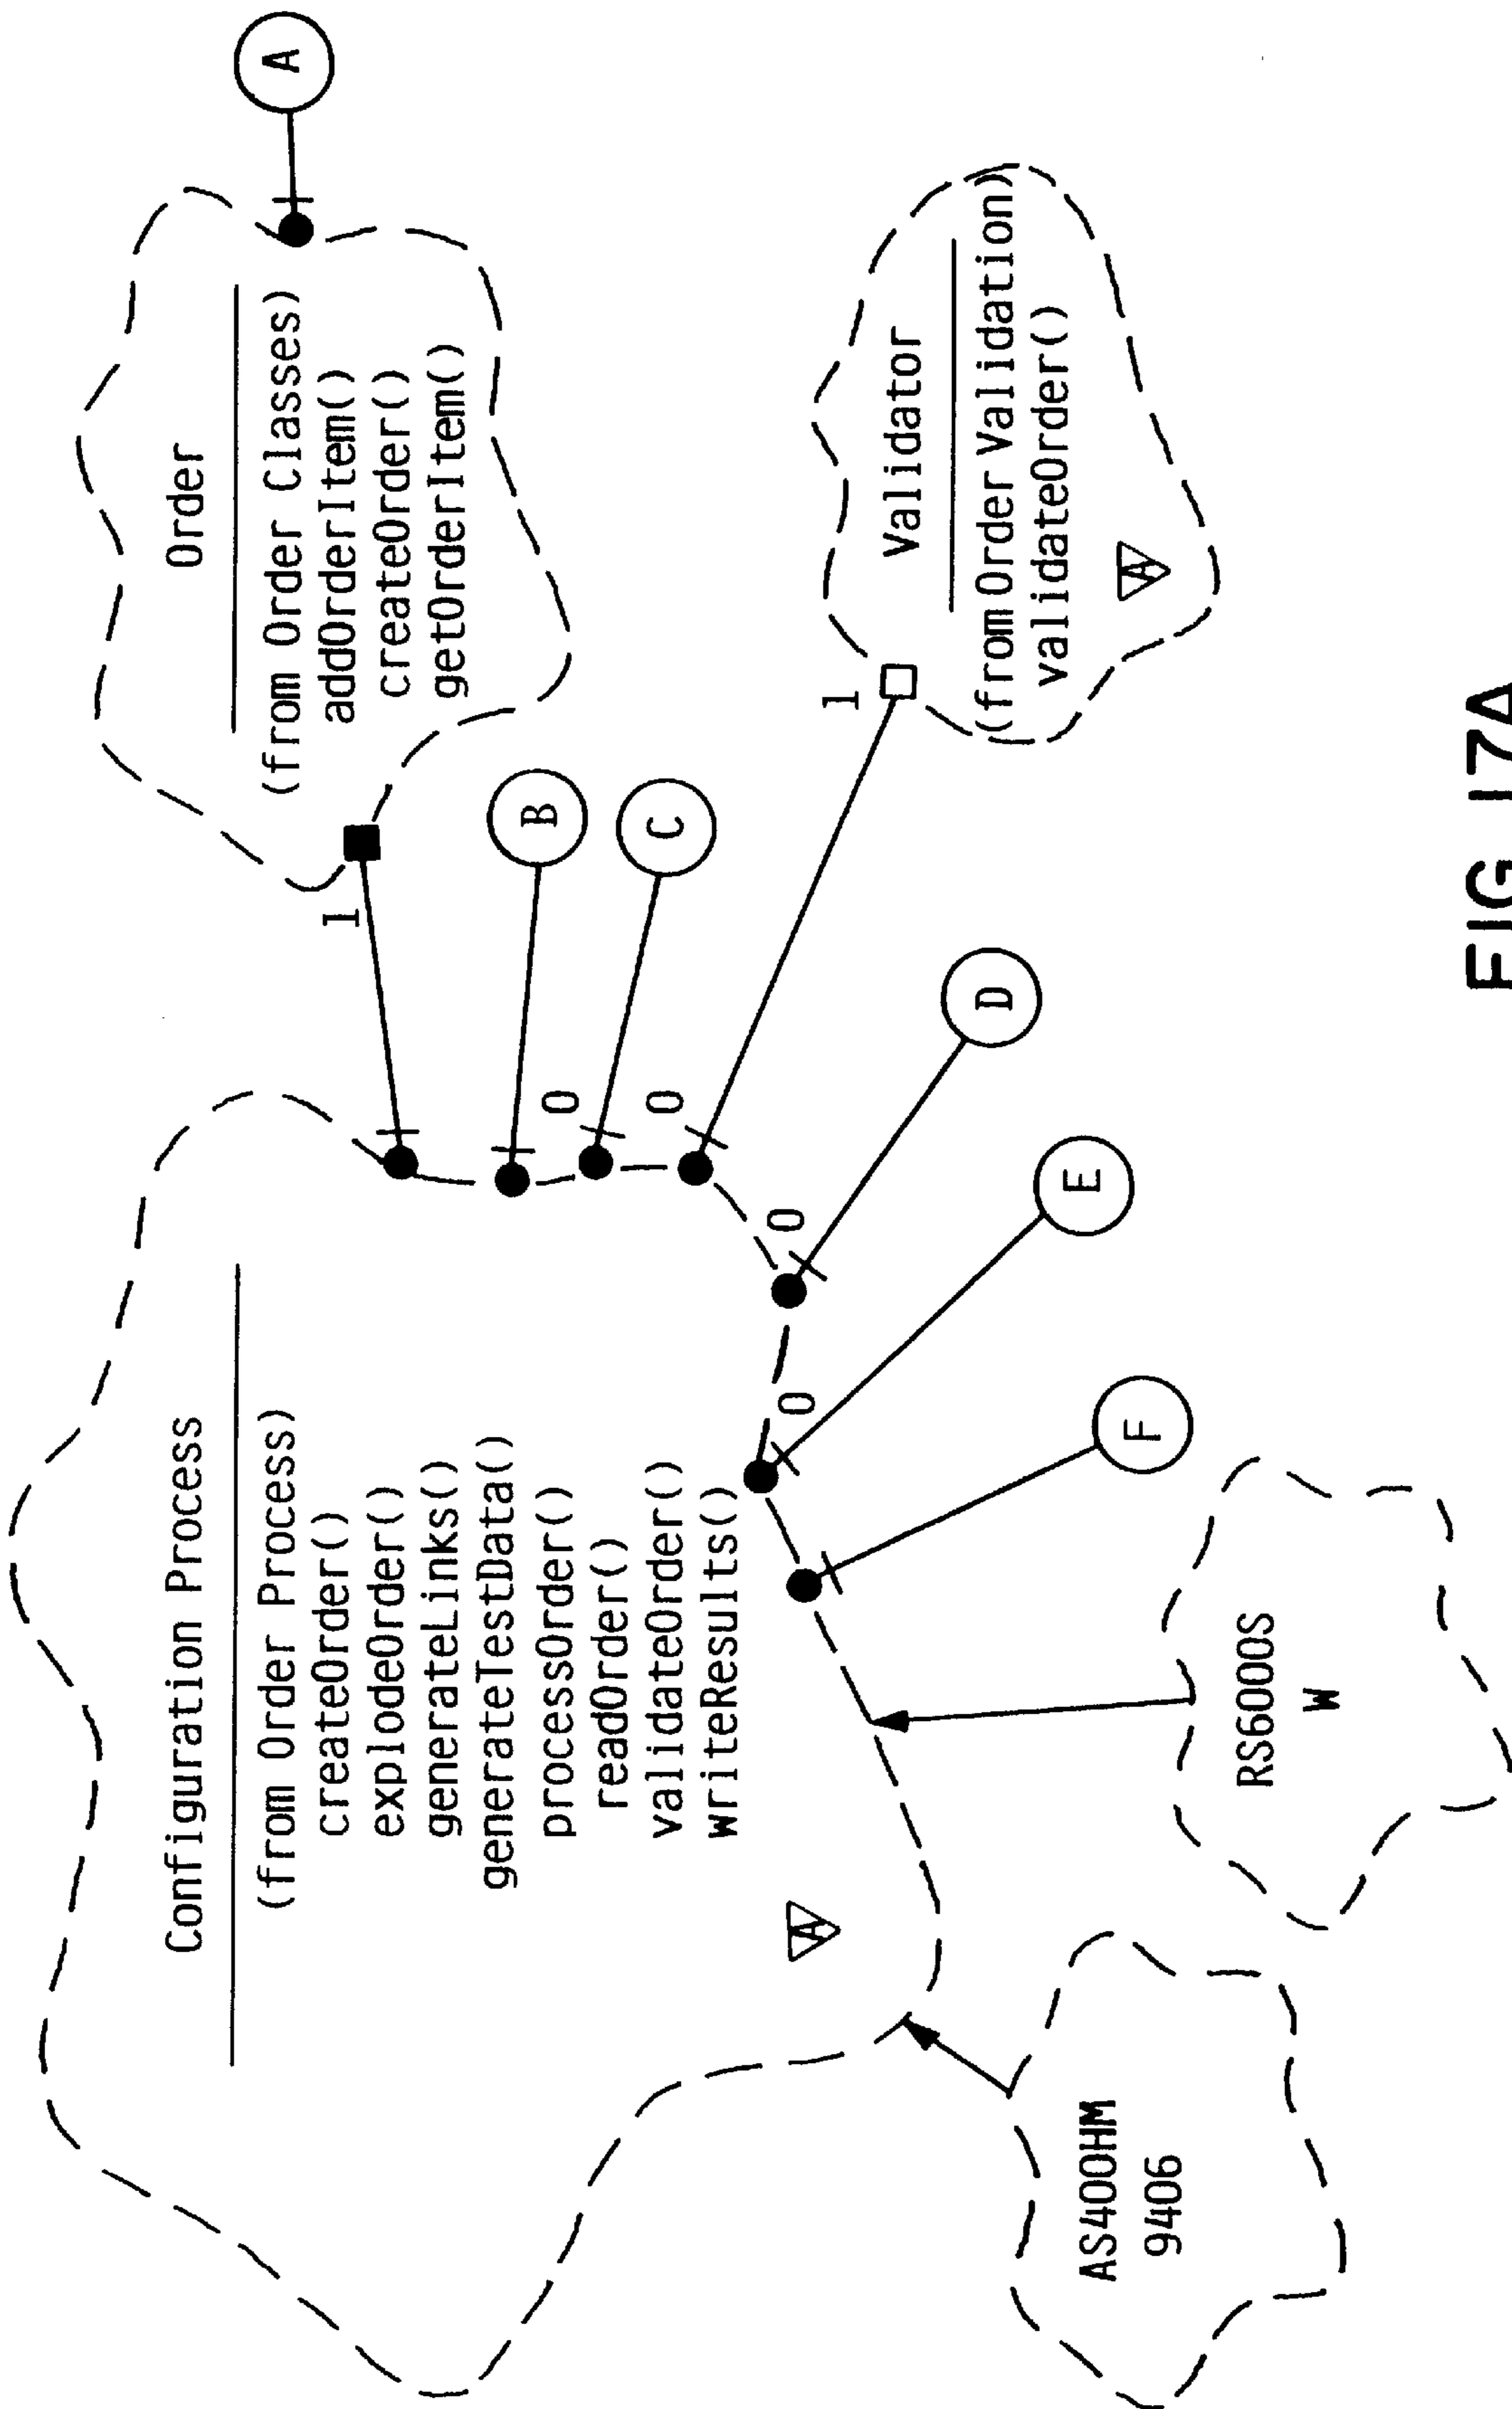 Configuration Process
(from Order Process)
createOrder()
explodeOrder()
generateLinks()
generateTestData()
processOrder()
readOrder()
validateOrder()
writeResults()
A
Order
(from Order Classes)
addOrderItem()
createOrder()
getOrderItem()
A
1
B
0
C
0
1
Validator
(from Order Validation)
validateOrder()
A
0
D
0
E
F
AS400HM
9406
RS6000S
W
FIG. 17A